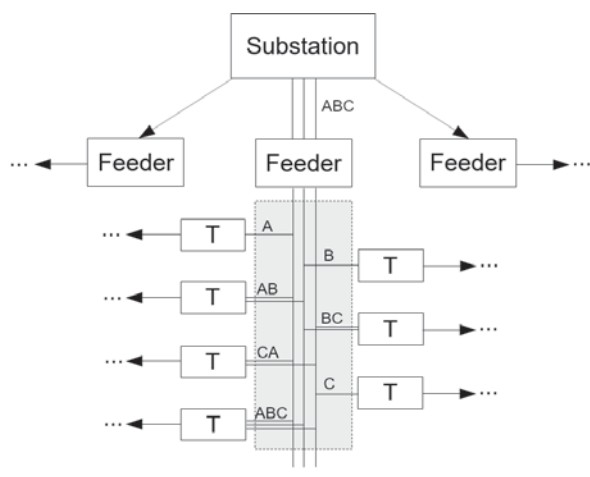 Substation
ABC
... Feeder Feeder Feeder ...
A
... T
B
T ...
AB
... T
BC
T ...
CA
... T
C
T ...
ABC
... T